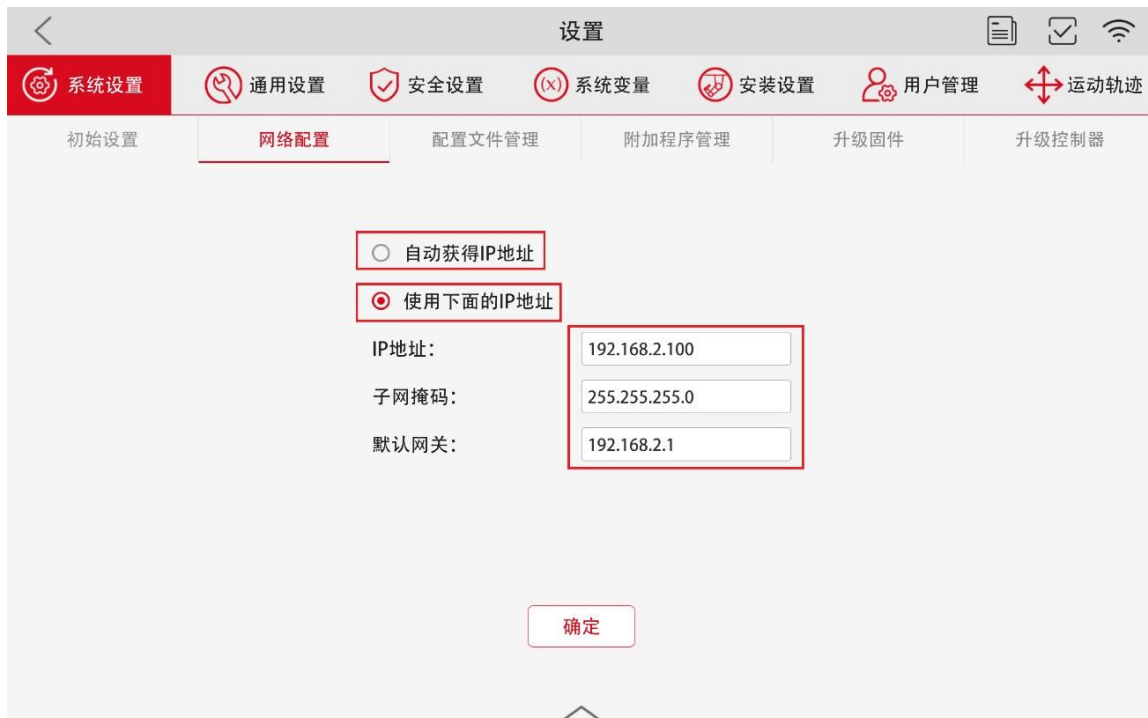 设置
系统设置 通用设置 安全设置 (x) 系统变量 安装设置 用户管理 运动轨迹
初始设置 网络配置 配置文件管理 附加程序管理 升级固件 升级控制器
自动获得IP地址
使用下面的IP地址
IP地址： 192.168.2.100
子网掩码： 255.255.255.0
默认网关： 192.168.2.1
确定